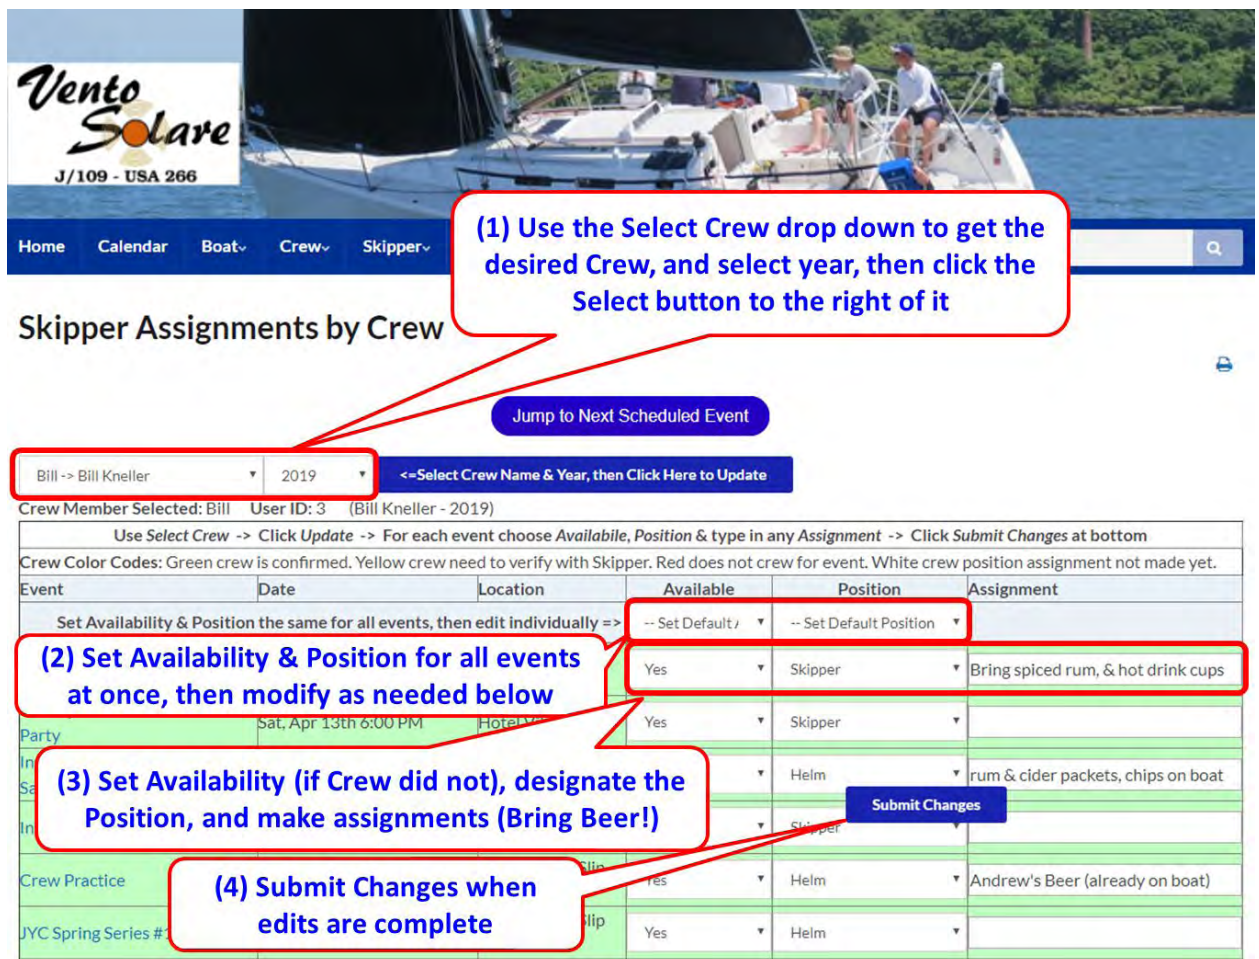 Vento
Solare
J/109 - USA 266
Home Calendar Boat Crew Skipper
(1) Use the Select Crew drop down to get the
desired Crew, and select year, then click the
Select button to the right of it
Skipper Assignments by Crew
Jump to Next Scheduled Event
Bill -> Bill Kneller 2019 <=Select Crew Name & Year, then Click Here to Update
Crew Member Selected: Bill User ID: 3 (Bill Kneller - 2019)
Use Select Crew -> Click Update -> For each event choose Availabile, Position & type in any Assignment -> Click Submit Changes at bottom
Crew Color Codes: Green crew is confirmed. Yellow crew need to verify with Skipper. Red does not crew for event. White crew position assignment not made yet.
Event Date Location Available Position Assignment
Set Availability & Position the same for all events, then edit individually => -- Set Default -- Set Default Position
(2) Set Availability & Position for all events
at once, then modify as needed below
Yes Skipper Bring spiced rum, & hot drink cups
Party Sat, Apr 13th 6:00 PM Hotel Yes Skipper
(3) Set Availability (if Crew did not), designate the
Position, and make assignments (Bring Beer!)
Helm rum & cider packets, chips on boat
Submit Changes
Skipper
(4) Submit Changes when
edits are complete
Crew Practice Slip Yes Helm Andrew's Beer (already on boat)
JYC Spring Series # Slip Yes Helm